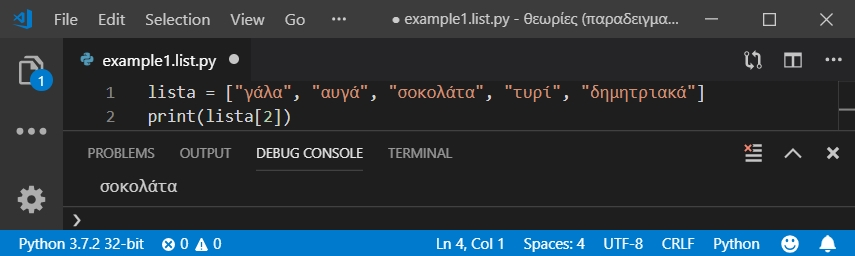 File Edit Selection View Go ••• ● example1.list.py - θεωρίες (παραδειγμα...
1
example1.list.py ●
1 lista = ["γάλα", "αυγά", "σοκολάτα", "τυρί", "δημητριακά"]
2 print(lista[2])
PROBLEMS OUTPUT DEBUG CONSOLE TERMINAL
σοκολάτα
❯
Python 3.7.2 32-bit 0 0 Ln 4, Col 1 Spaces: 4 UTF-8 CRLF Python